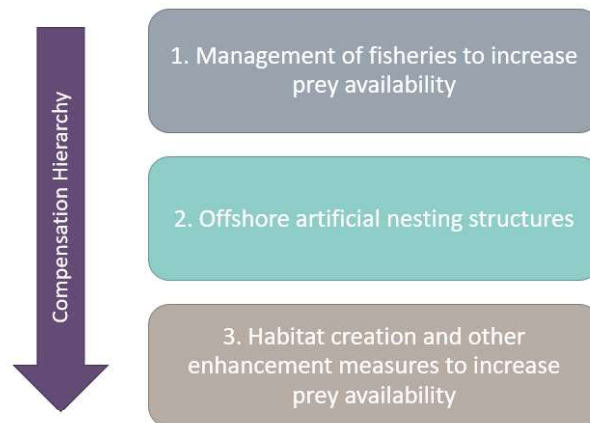 Compensation Hierarchy
1. Management of fisheries to increase
prey availability
2. Offshore artificial nesting structures
3. Habitat creation and other
enhancement measures to increase
prey availability